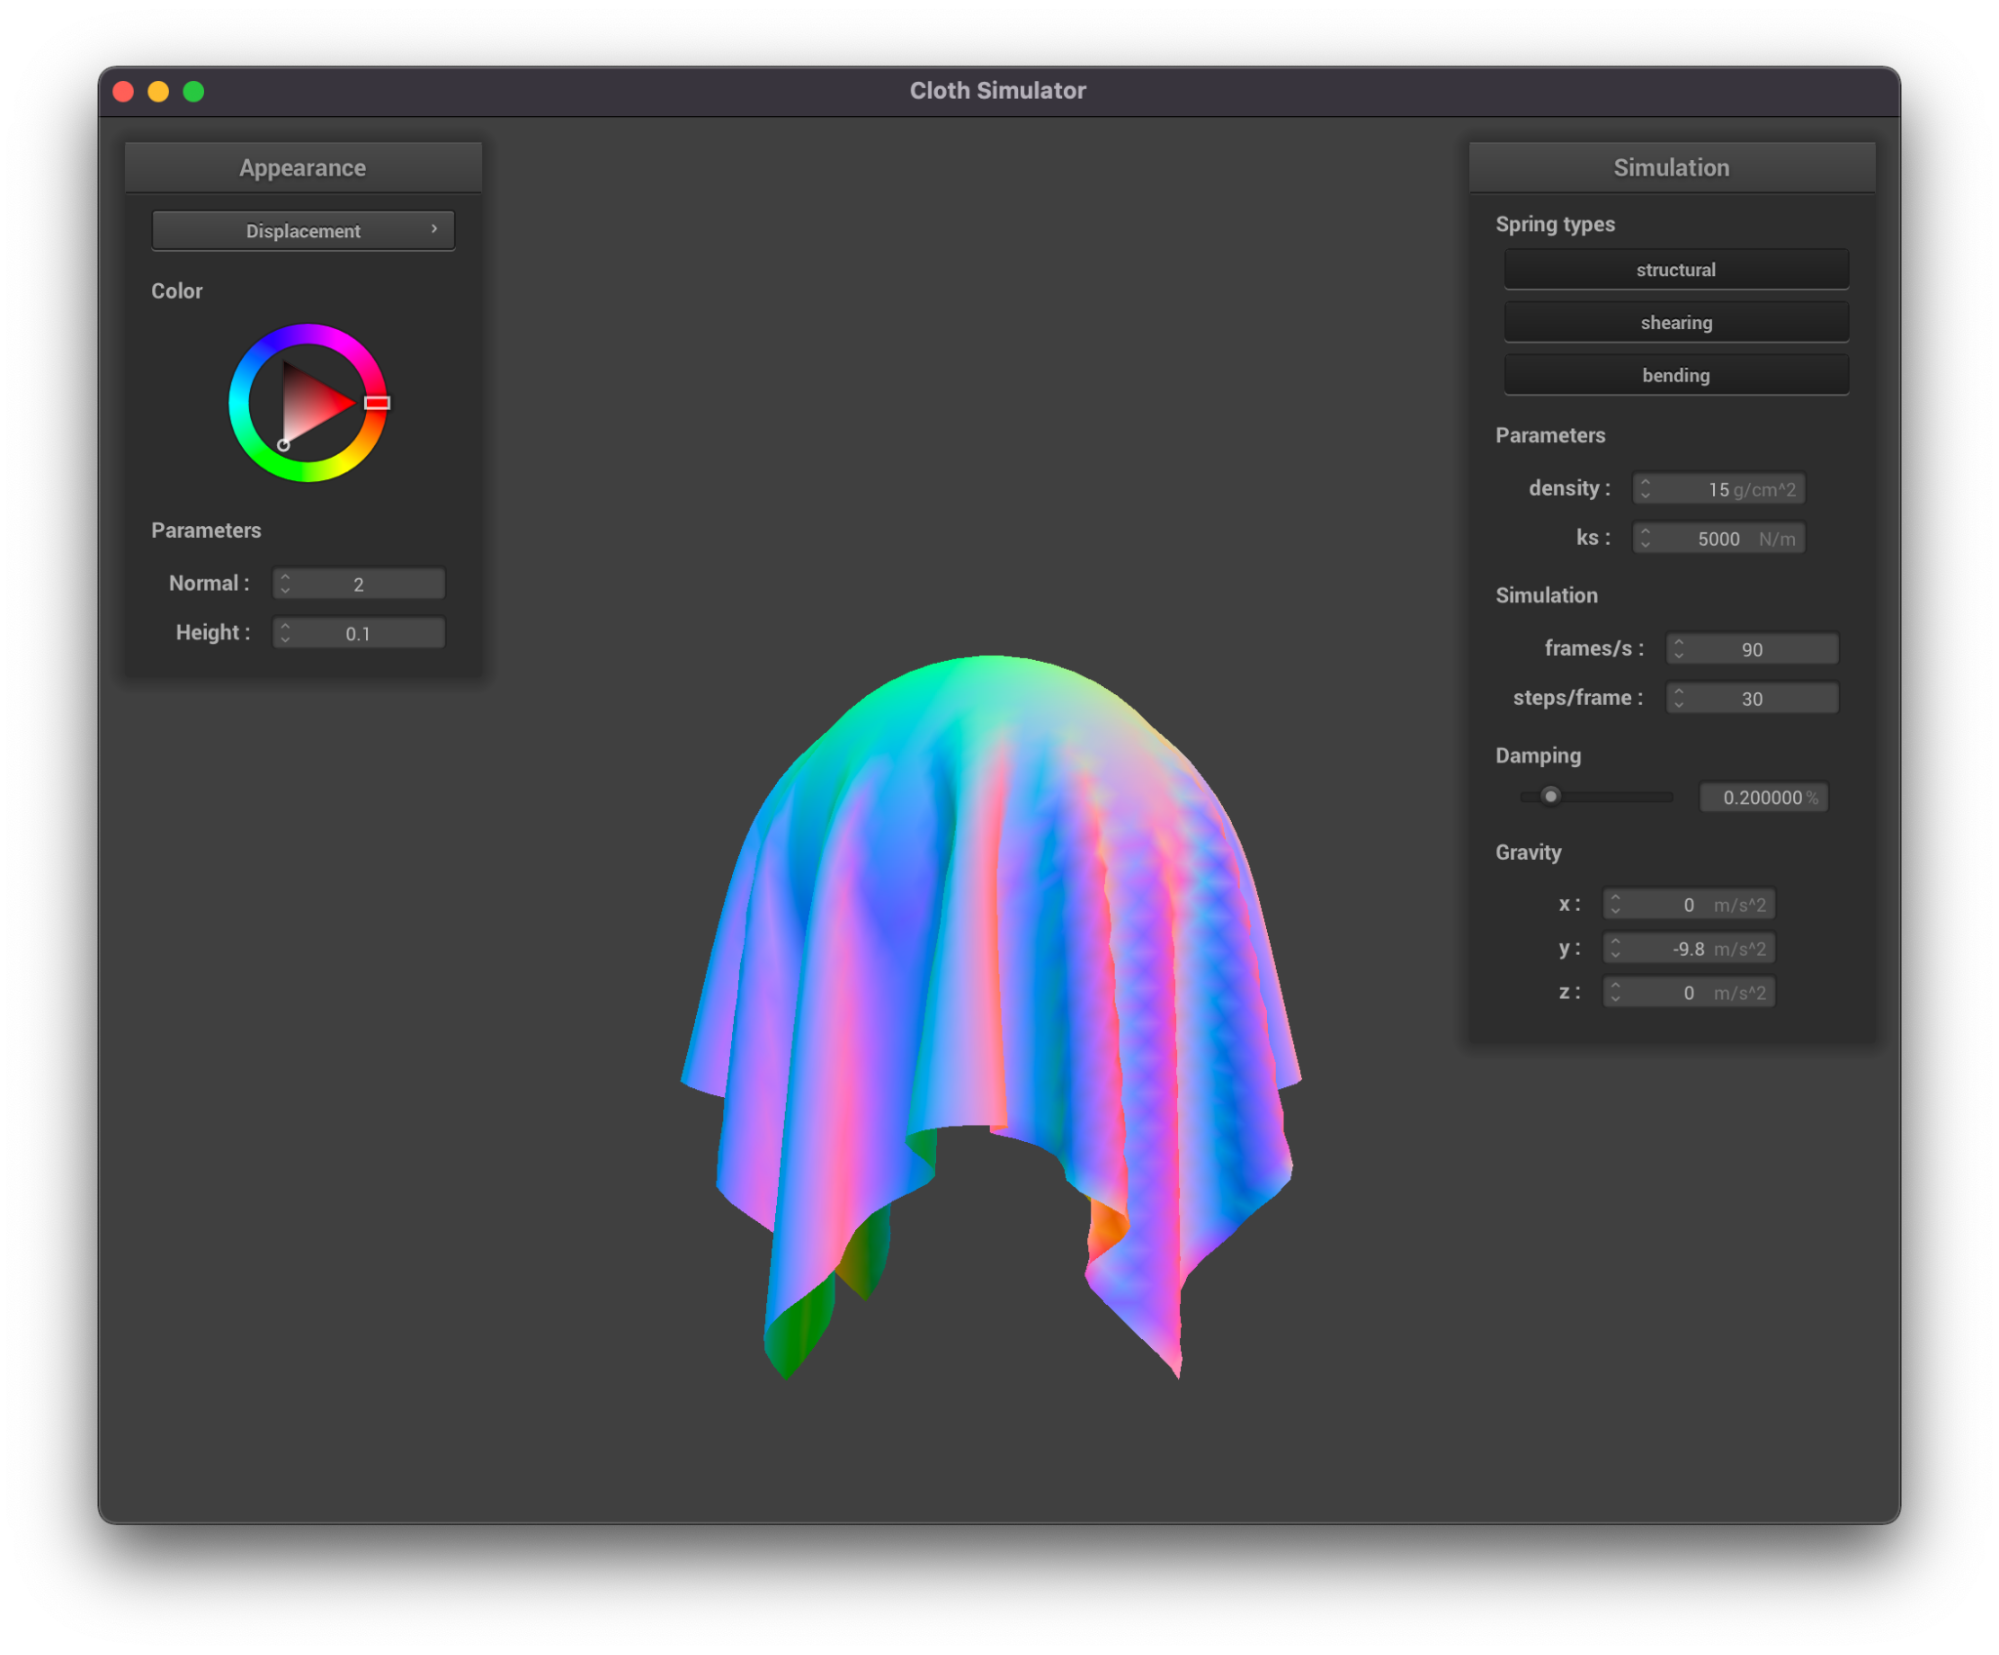 Cloth Simulator
Appearance
Displacement
Color
Parameters
Normal : 2
Height : 0.1
Simulation
Spring types
structural
shearing
bending
Parameters
density : 15 g/cm^2
ks : 5000 N/m
Simulation
frames/s : 90
steps/frame : 30
Damping
0.200000 %
Gravity
x : 0 m/s^2
y : -9.8 m/s^2
z : 0 m/s^2